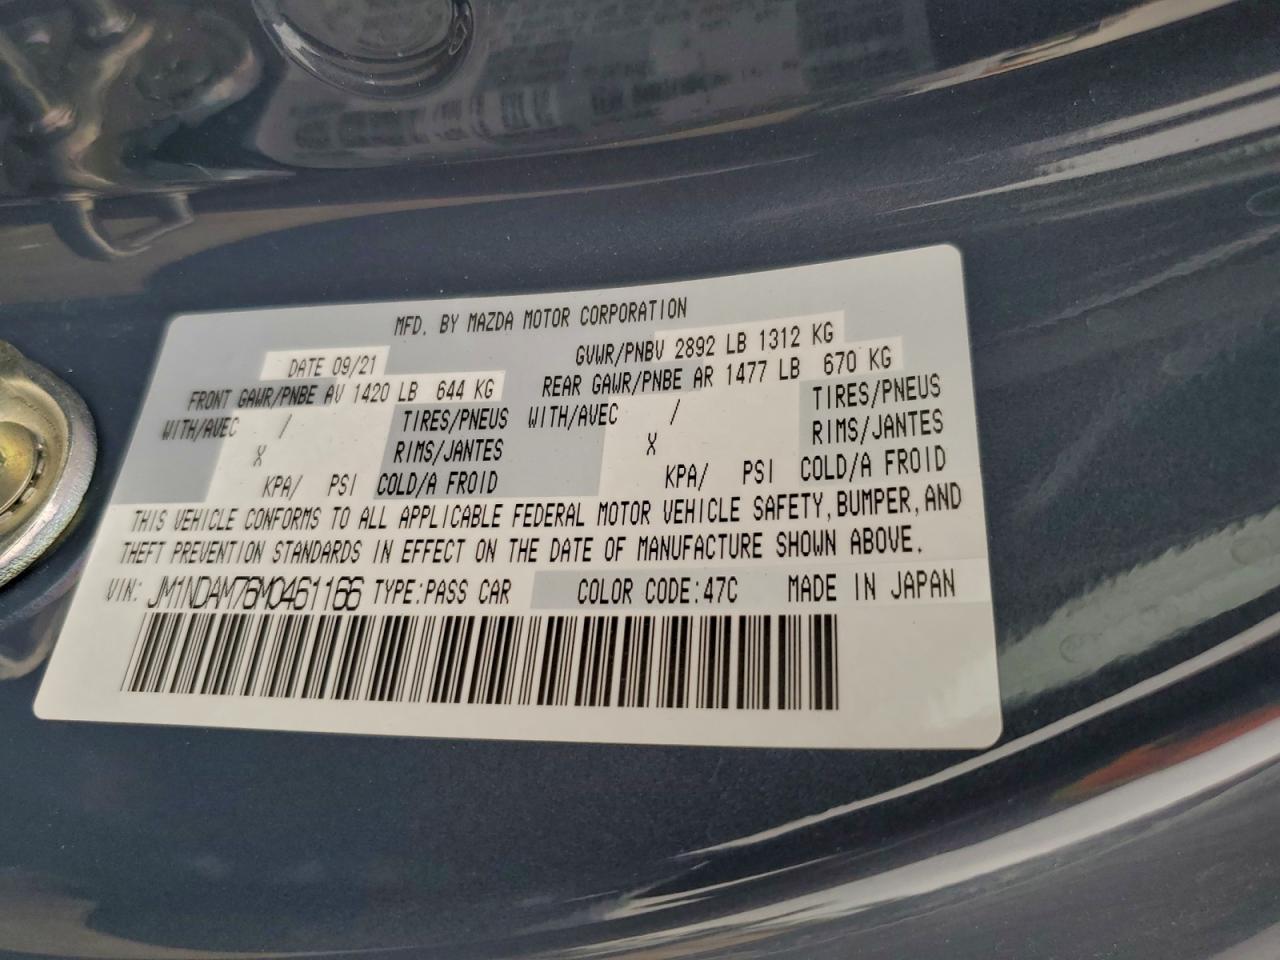 MFD. BY MAZDA MOTOR CORPORATION
DATE 09/21 GVWR/PNBV 2892 LB 1312 KG
FRONT GAWR/PNBE AV 1420 LB 644 KG REAR GAWR/PNBE AR 1477 LB 670 KG
WITH/AVEC / TIRES/PNEUS WITH/AVEC / TIRES/PNEUS
X RIMS/JANTES X RIMS/JANTES
KPA/ PSI COLD/A FROID KPA/ PSI COLD/A FROID
THIS VEHICLE CONFORMS TO ALL APPLICABLE FEDERAL MOTOR VEHICLE SAFETY, BUMPER, AND
THEFT PREVENTION STANDARDS IN EFFECT ON THE DATE OF MANUFACTURE SHOWN ABOVE.
VIN: JM1NDAM76M0461166 TYPE:PASS CAR COLOR CODE:47C MADE IN JAPAN